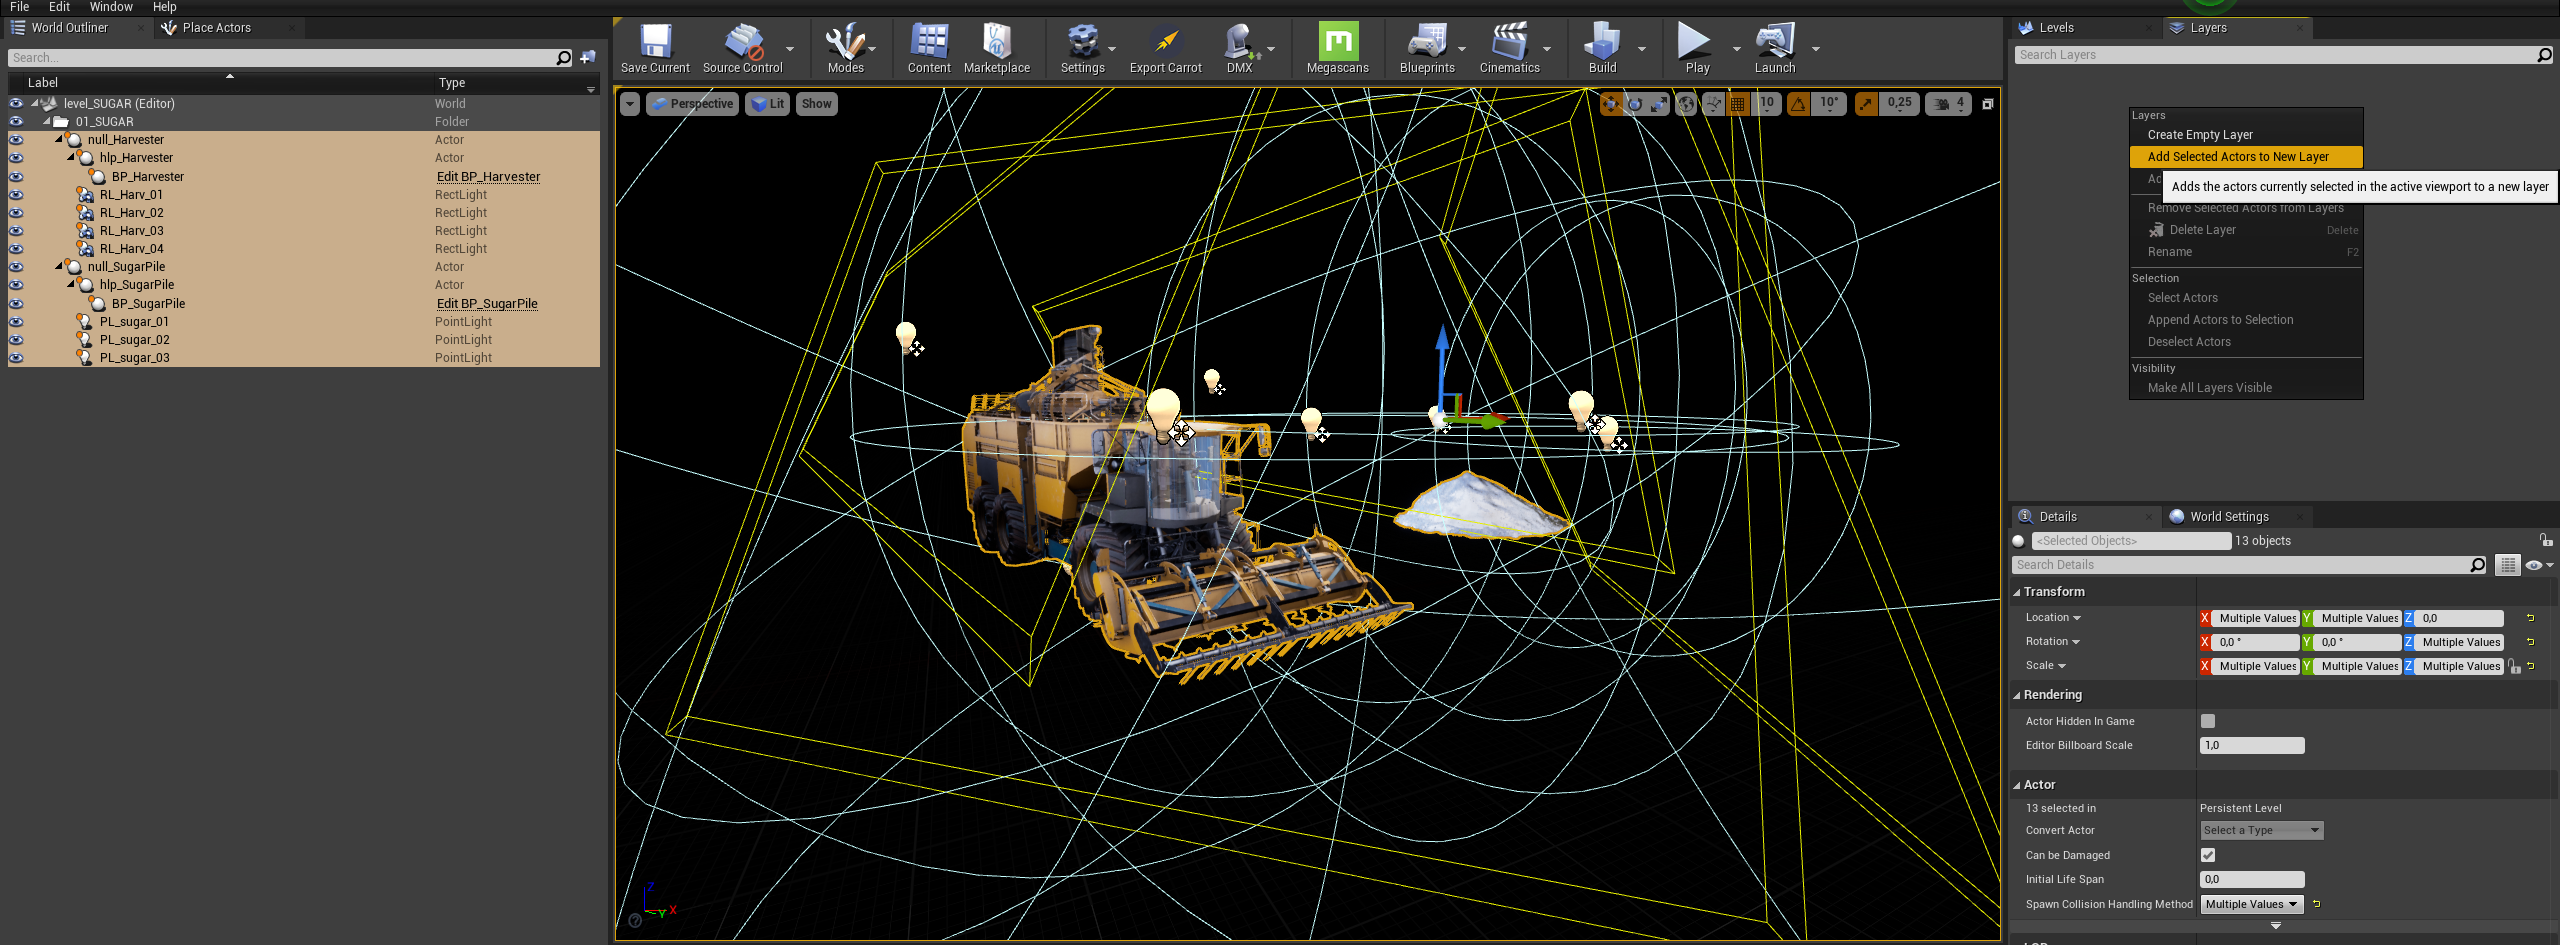 File Edit Window Help
World Outliner Place Actors
Search...
Label Type
level_SUGAR (Editor) World
01_SUGAR Folder
null_Harvester Actor
hlp_Harvester Actor
BP_Harvester Edit BP_Harvester
RL_Harv_01 RectLight
RL_Harv_02 RectLight
RL_Harv_03 RectLight
RL_Harv_04 RectLight
null_SugarPile Actor
hlp_SugarPile Actor
BP_SugarPile Edit BP_SugarPile
PL_sugar_01 PointLight
PL_sugar_02 PointLight
PL_sugar_03 PointLight
Save Current Source Control Modes Content Marketplace Settings Export Carrot DMX Megascans Blueprints Cinematics Build Play Launch
Perspective Lit Show
10 10° 0,25 4
Z
X
Y
Levels Layers
Search Layers
Layers
Create Empty Layer
Add Selected Actors to New Layer
Ad
Adds the actors currently selected in the active viewport to a new layer
Remove Selected Actors from Layers
Delete Layer Delete
Rename F2
Selection
Select Actors
Append Actors to Selection
Deselect Actors
Visibility
Make All Layers Visible
Details World Settings
<Selected Objects> 13 objects
Search Details
Transform
Location X Multiple Values Y Multiple Values Z 0,0
Rotation X 0,0 ° Y 0,0 ° Z Multiple Values
Scale X Multiple Values Y Multiple Values Z Multiple Values
Rendering
Actor Hidden In Game
Editor Billboard Scale 1,0
Actor
13 selected in Persistent Level
Convert Actor Select a Type
Can be Damaged
Initial Life Span 0,0
Spawn Collision Handling Method Multiple Values